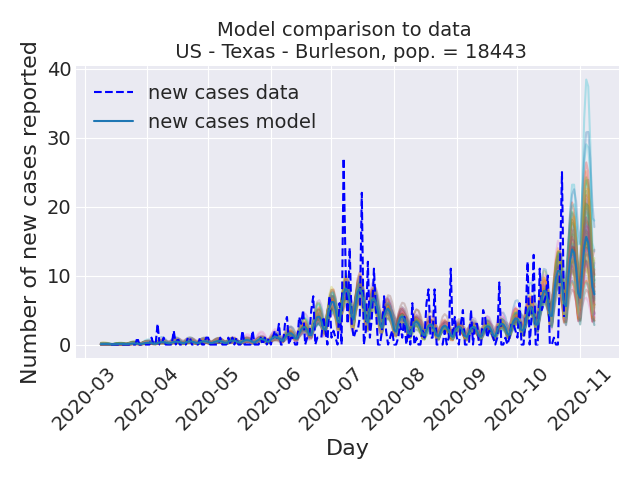 Model comparison to data
US - Texas - Burleson, pop. = 18443
Number of new cases reported
40
30
20
10
0
new cases data
new cases model
2020-03
2020-04
2020-05
2020-06
2020-07
2020-08
2020-09
2020-10
2020-11
Day